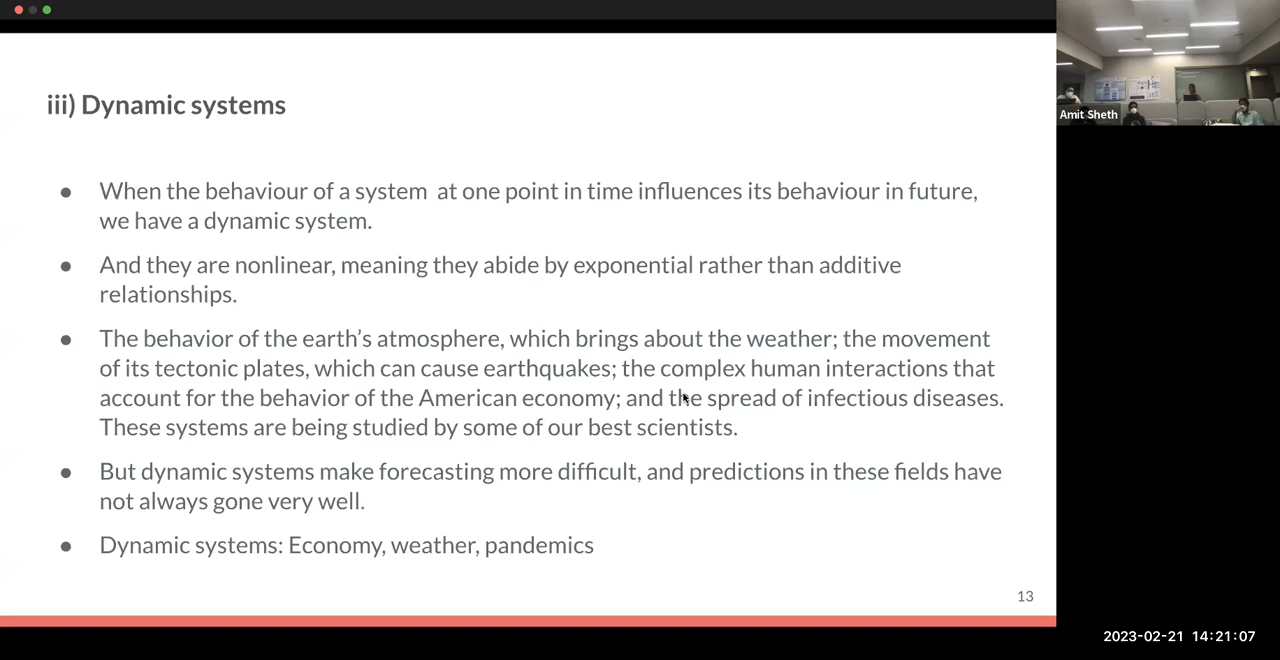 iii) Dynamic systems
● When the behaviour of a system at one point in time influences its behaviour in future,
we have a dynamic system.
● And they are nonlinear, meaning they abide by exponential rather than additive
relationships.
● The behavior of the earth’s atmosphere, which brings about the weather; the movement
of its tectonic plates, which can cause earthquakes; the complex human interactions that
account for the behavior of the American economy; and the spread of infectious diseases.
These systems are being studied by some of our best scientists.
● But dynamic systems make forecasting more difficult, and predictions in these fields have
not always gone very well.
● Dynamic systems: Economy, weather, pandemics
13
Amit Sheth
2023-02-21 14:21:07